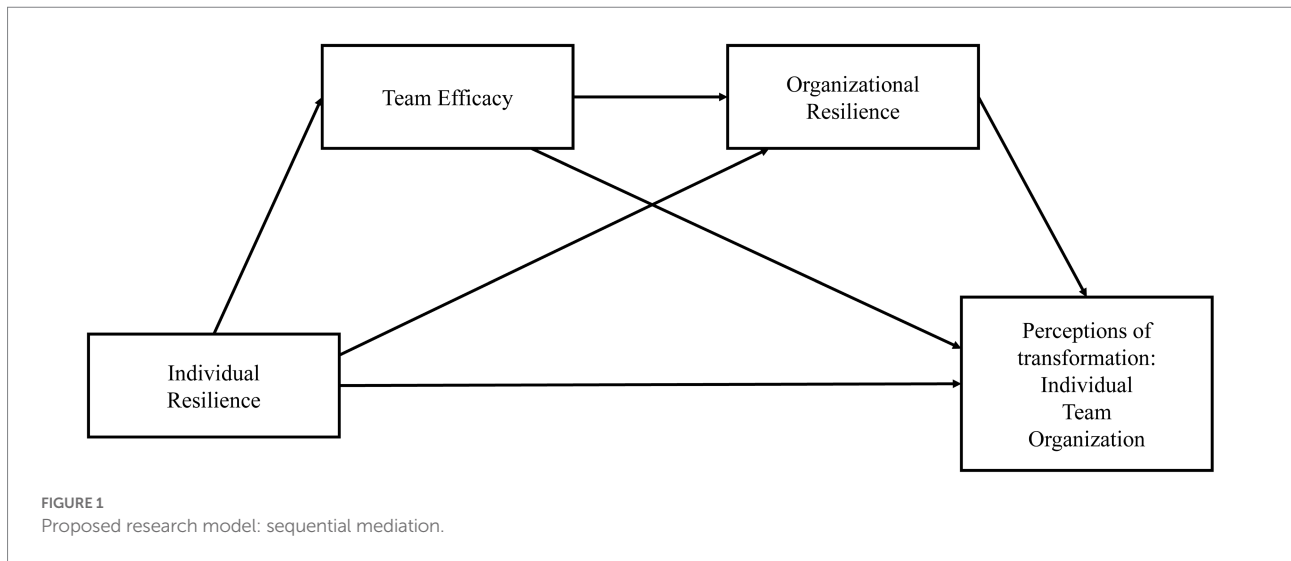 Team Efficacy
Organizational
Resilience
Individual
Resilience
Perceptions of
transformation:
Individual
Team
Organization
FIGURE 1
Proposed research model: sequential mediation.